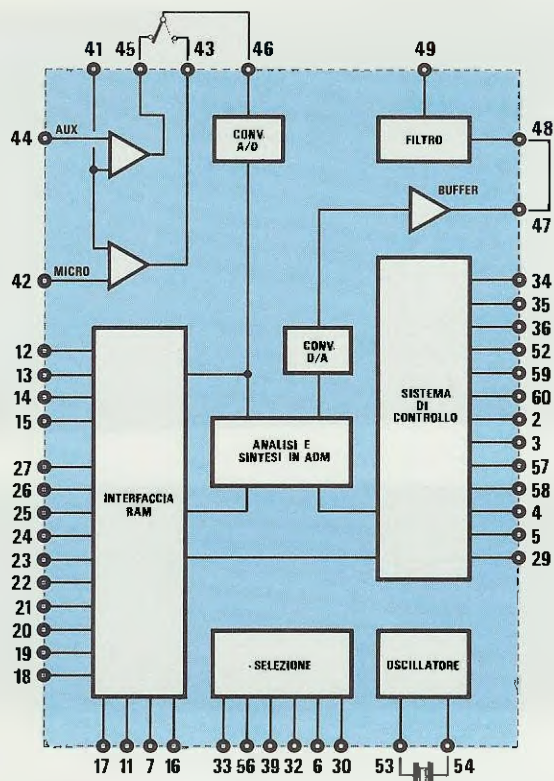 41 45 43 46 49
44 AUX
CONV. A/D
FILTRO
48
BUFFER
47
42 MICRO
34
35
36
52
59
60
2
3
57
58
4
5
29
12
13
14
15
27
26
25
24
23
22
21
20
19
18
INTERFACCIA
RAM
CONV.
D/A
ANALISI E
SINTESI IN ADM
SISTEMA
DI
CONTROLLO
SELEZIONE
OSCILLATORE
17 11 7 16 33 56 39 32 6 30 53 54